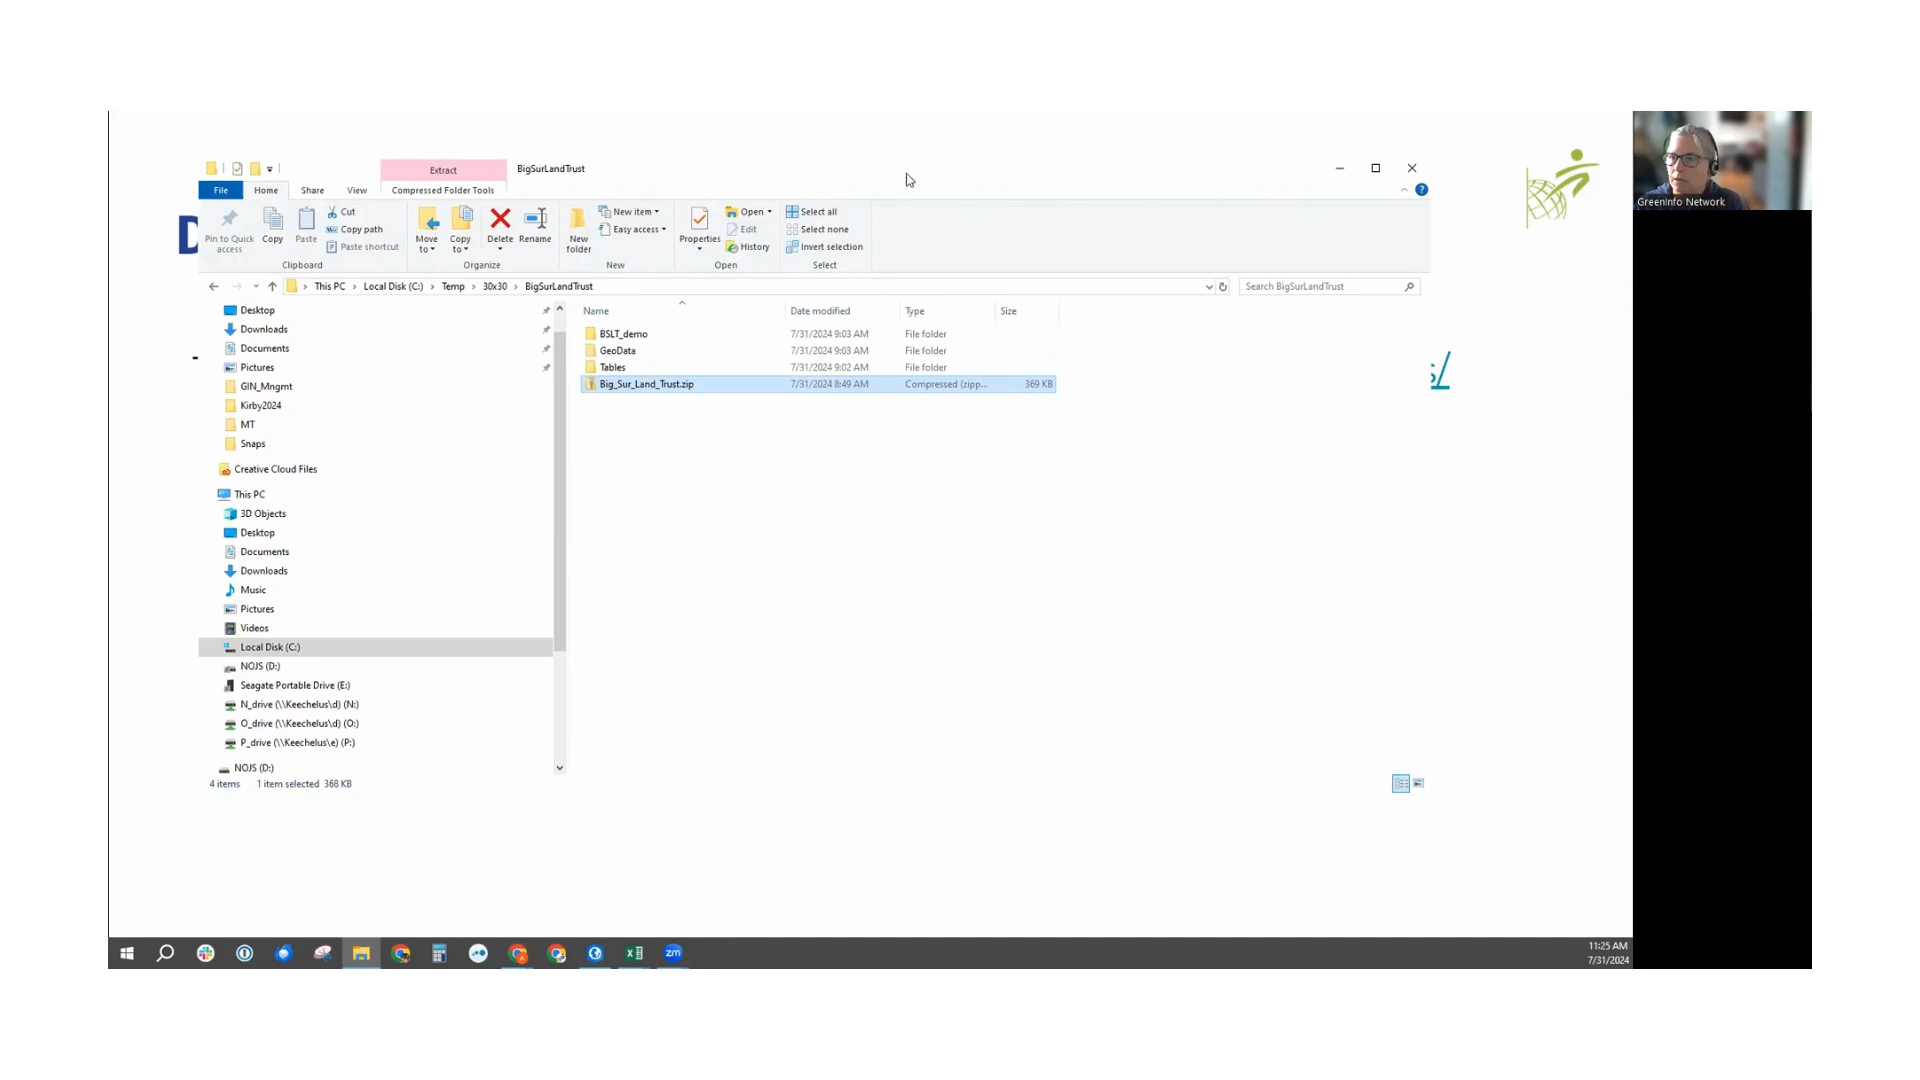 Extract
BigSurLandTrust
File
Home
Share
View
Compressed Folder Tools
Pin to Quick access
Copy
Paste
Cut
Copy path
Paste shortcut
Clipboard
Move to
Copy to
Delete
Rename
Organize
New folder
New item
Easy access
New
Properties
Open
Edit
History
Open
Select all
Select none
Invert selection
Select
D
This PC > Local Disk (C:) > Temp > 30x30 > BigSurLandTrust
Search BigSurLandTrust
Desktop
Downloads
Documents
Pictures
GIN_Mngmt
Kirby2024
MT
Snaps
Creative Cloud Files
This PC
3D Objects
Desktop
Documents
Downloads
Music
Pictures
Videos
Local Disk (C:)
NOJS (D:)
Seagate Portable Drive (E:)
N_drive (\\Keechelus\d) (N:)
O_drive (\\Keechelus\d) (O:)
P_drive (\\Keechelus\e) (P:)
NOJS (D:)
Name Date modified Type Size
BSLT_demo 7/31/2024 9:03 AM File folder
GeoData 7/31/2024 9:03 AM File folder
Tables 7/31/2024 9:02 AM File folder
Big_Sur_Land_Trust.zip 7/31/2024 8:49 AM Compressed (zipp... 369 KB
s/
4 items 1 item selected 368 KB
GreenInfo Network
zm
11:25 AM
7/31/2024